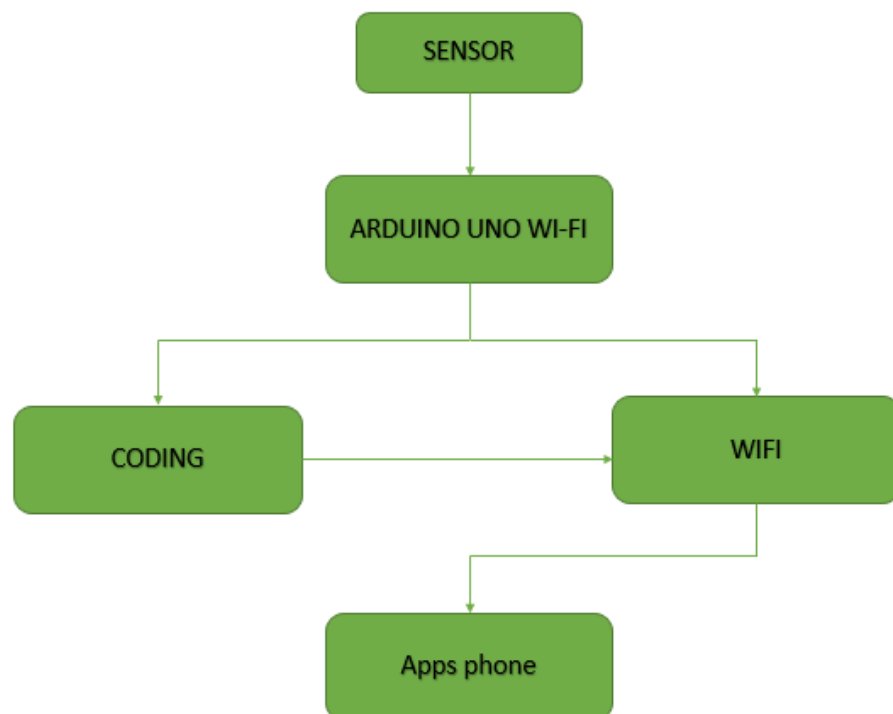 SENSOR
ARDUINO UNO WI-FI
CODING
WIFI
Apps phone